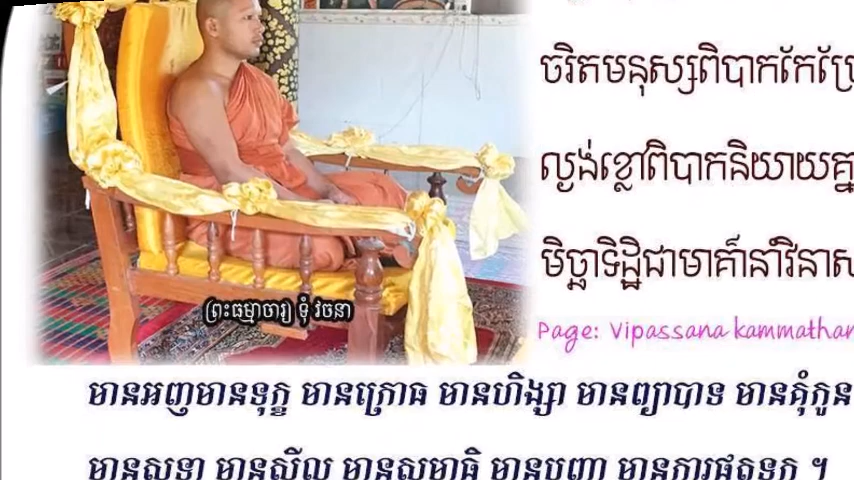 ចរិតមនុស្សពិបាកកែប្រែ
ល្ងង់ខ្លៅពិបាកនិយាយគ្នា
មិច្ឆាទិដ្ឋិជាមាគ៌ានាំវិនាស
(ព្រះធម្មាចារ្យ ទុំ វចនា
Page: Vipassana kammathan
មានអញមានទុក្ខ មានក្រោធ មានហិង្សា មានព្យាបាទ មានគុំកួន
មានសទ្ធា មានសីល មានសមាធិ មានបញ្ញា មានការផុតទុក្ខ ។